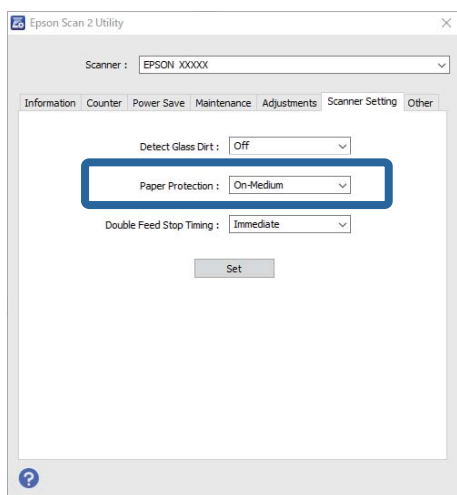 Epson Scan 2 Utility
Scanner : EPSON XXXXX
Information Counter Power Save Maintenance Adjustments Scanner Setting Other
Detect Glass Dirt : Off
Paper Protection : On-Medium
Double Feed Stop Timing : Immediate
Set
?